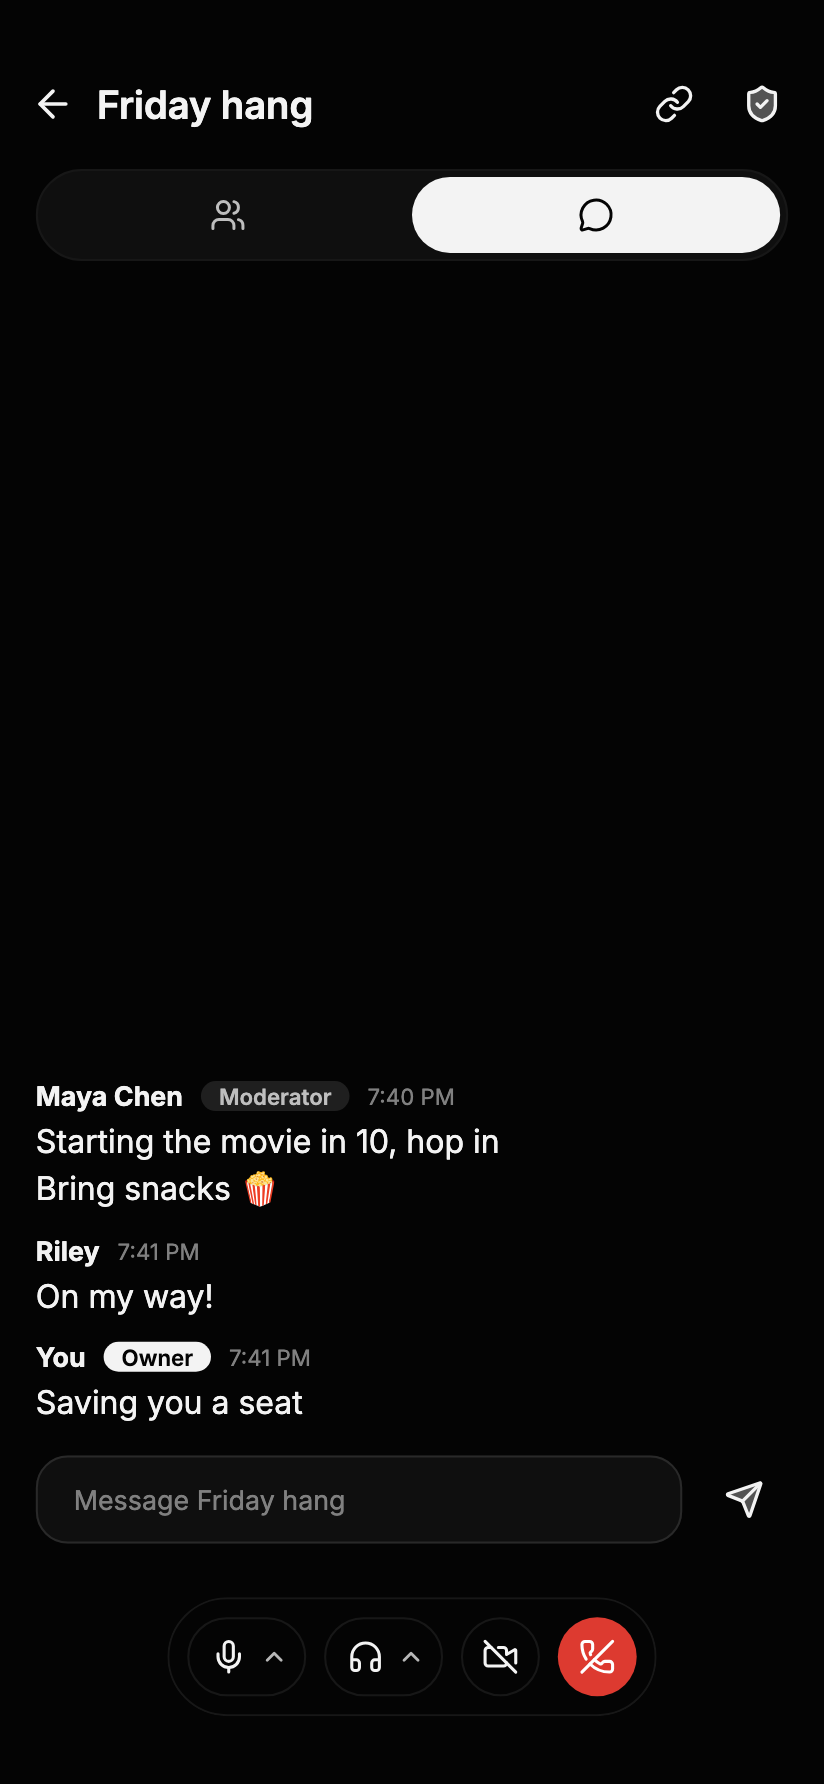 Friday hang
Maya Chen Moderator 7:40 PM
Starting the movie in 10, hop in
Bring snacks 🍿
Riley 7:41 PM
On my way!
You Owner 7:41 PM
Saving you a seat
Message Friday hang